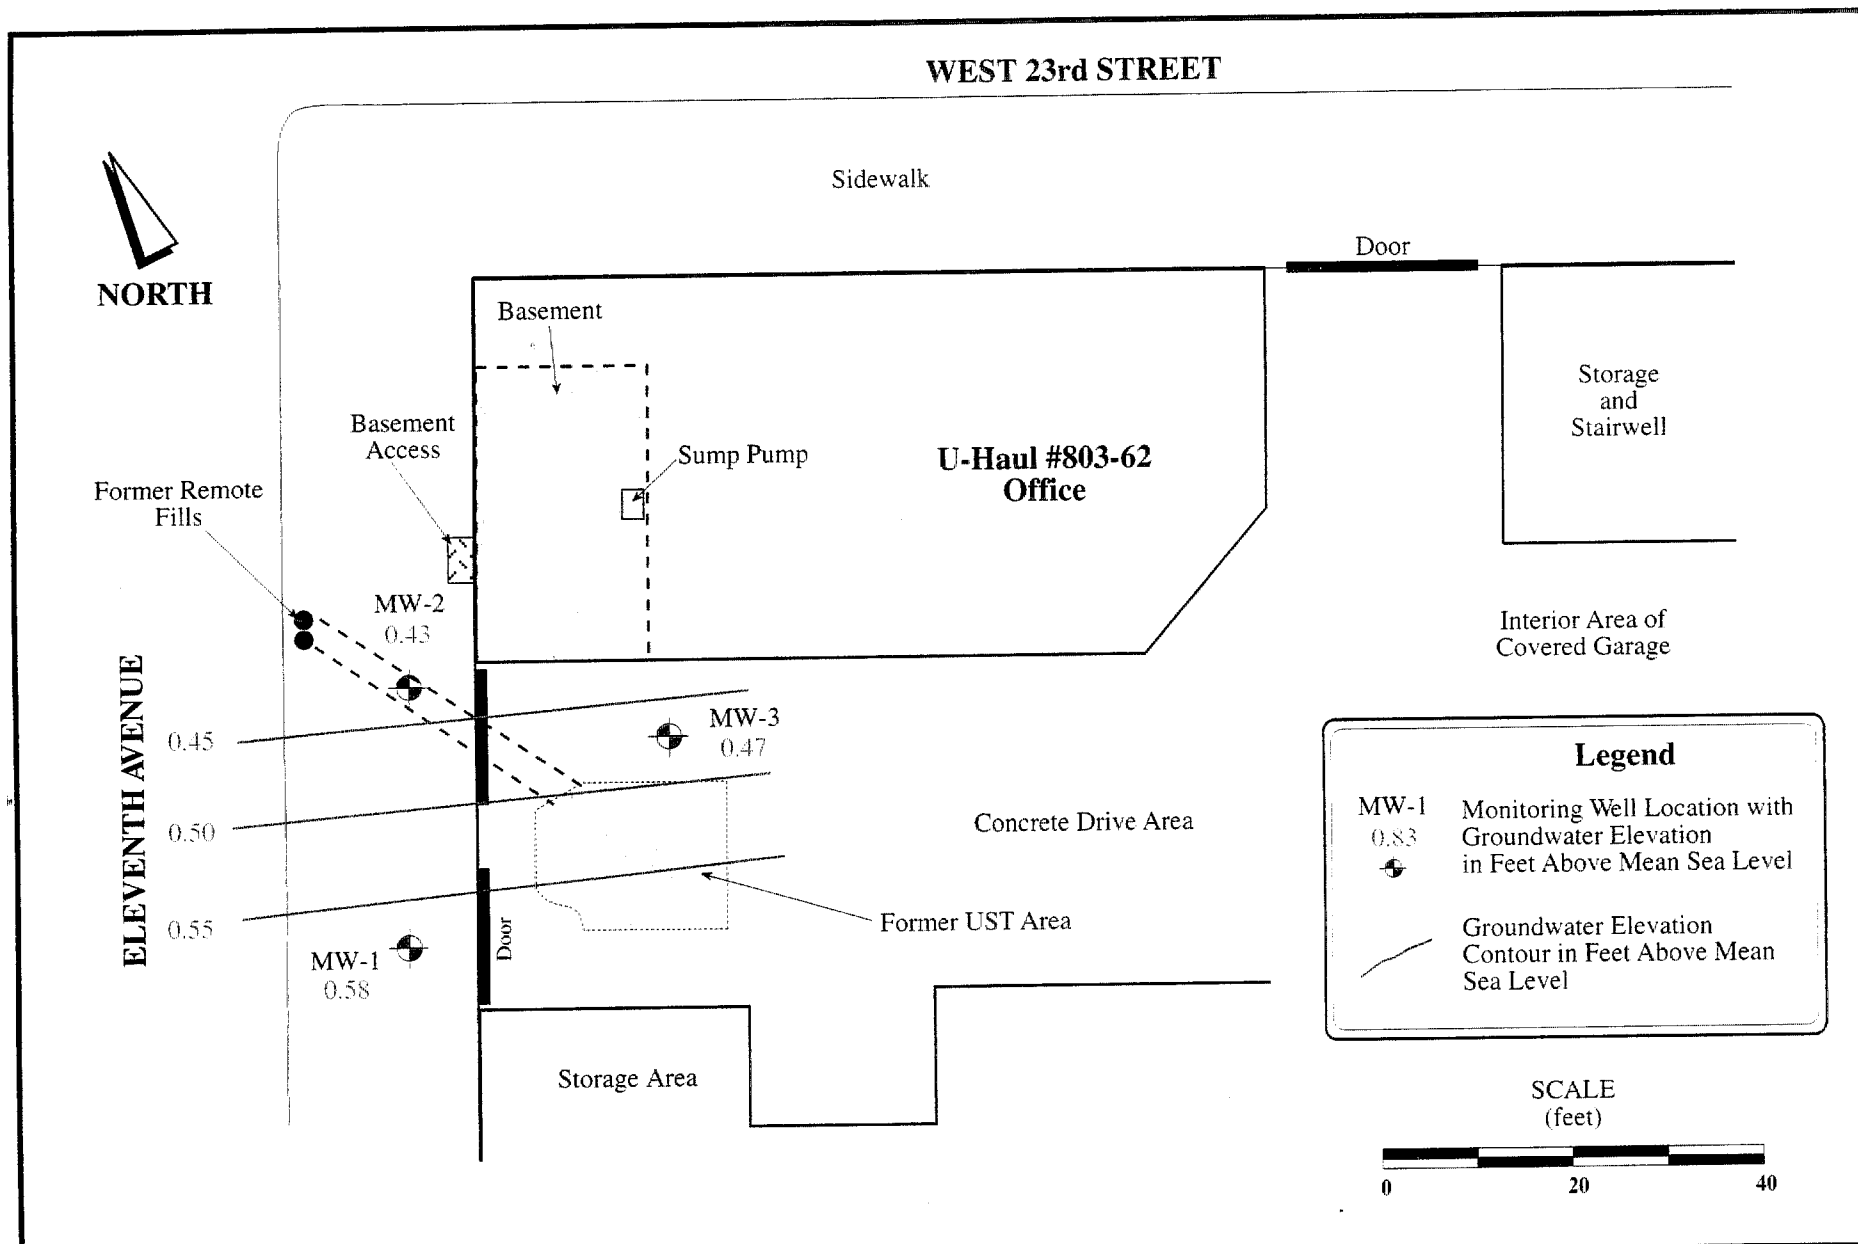 WEST 23rd STREET
Sidewalk
NORTH
Door
Basement
Storage
and
Stairwell
Basement
Access
Sump Pump
U-Haul #803-62
Office
Former Remote
Fills
MW-2
0.43
Interior Area of
Covered Garage
ELEVENTH AVENUE
0.45
MW-3
0.47
0.50
Concrete Drive Area
0.55
Former UST Area
Door
MW-1
0.58
Storage Area
Legend
MW-1
0.83
Monitoring Well Location with
Groundwater Elevation
in Feet Above Mean Sea Level
Groundwater Elevation
Contour in Feet Above Mean
Sea Level
SCALE
(feet)
0
20
40